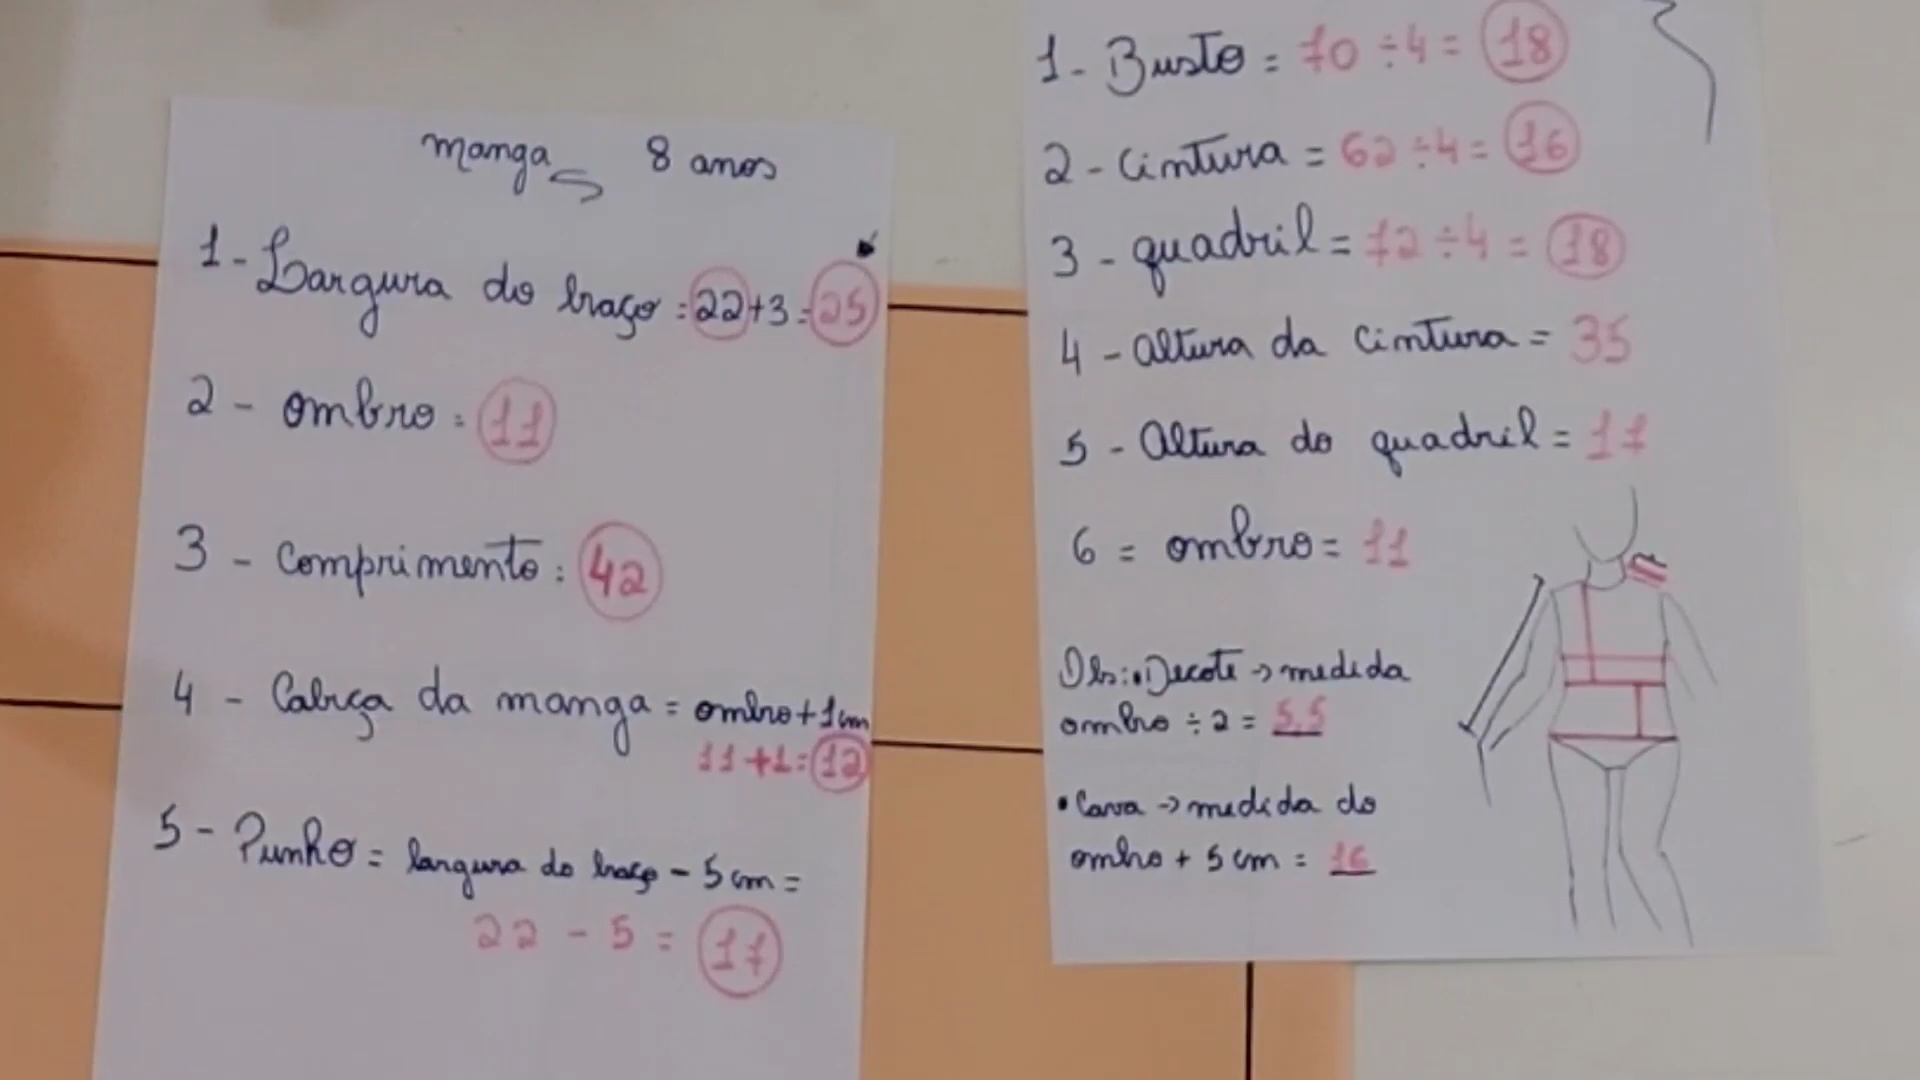 manga 8 anos
1 - Largura do braço = 22 + 3 = 25
2 - ombro = 11
3 - Comprimento = 42
4 - Cabeça da manga = ombro + 1 cm
11 + 1 = 12
5 - Punho = largura do braço - 5 cm =
22 - 5 = 17
1 - Busto = 70 ÷ 4 = 18
2 - Cintura = 62 ÷ 4 = 16
3 - quadril = 72 ÷ 4 = 18
4 - altura da cintura = 35
5 - Altura do quadril = 17
6 = ombro = 11
Obs: • Decote → medida
ombro ÷ 2 = 5,5
• Cava → medida do
ombro + 5 cm = 16